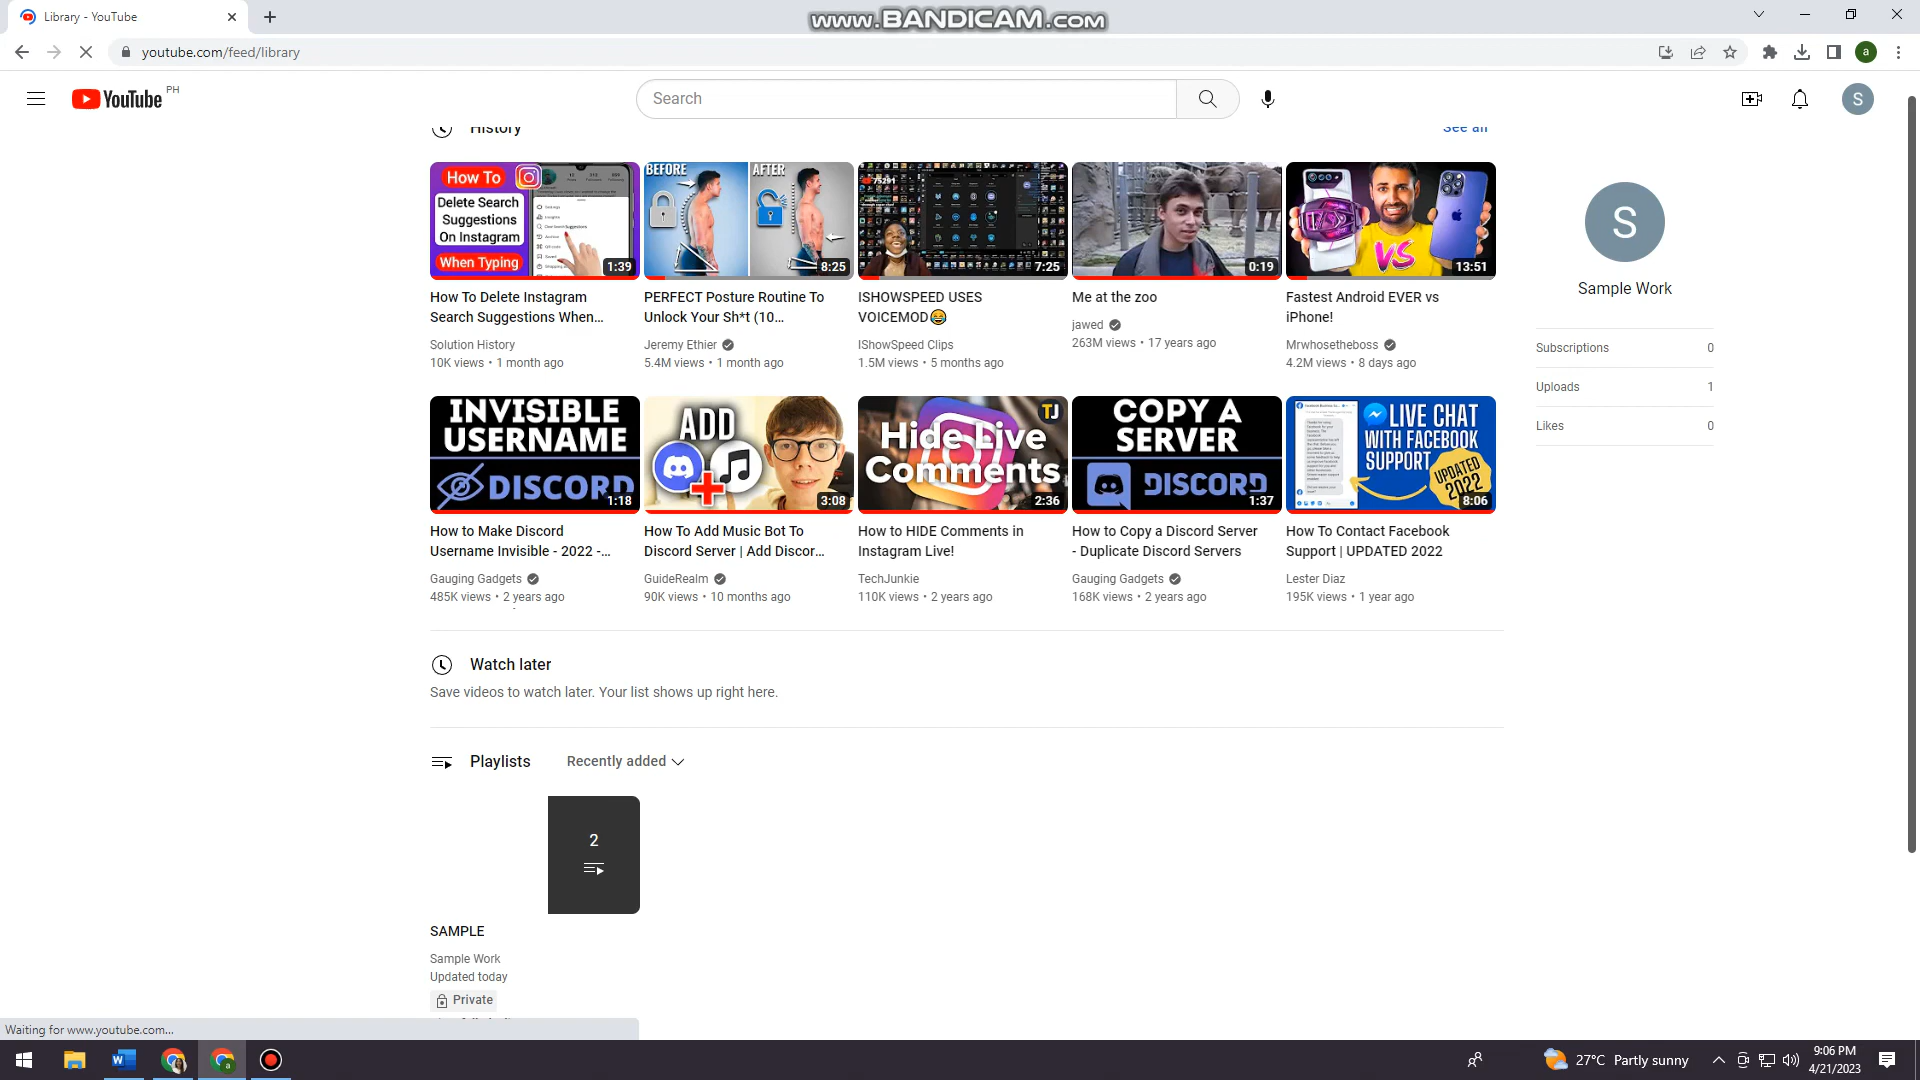 Library - YouTube
www.BANDICAM.com
youtube.com/feed/library
a
YouTube PH
Search
S
History
See all
How To
Delete Search
Suggestions
On Instagram
When Typing
1:39
BEFORE
AFTER
8:25
75291
7:25
0:19
VS
13:51
How To Delete Instagram
Search Suggestions When...
Solution History
10K views • 1 month ago
PERFECT Posture Routine To
Unlock Your Sh*t (10...
Jeremy Ethier
5.4M views • 1 month ago
ISHOWSPEED USES
VOICEMOD😂
IShowSpeed Clips
1.5M views • 5 months ago
Me at the zoo
jawed
263M views • 17 years ago
Fastest Android EVER vs
iPhone!
Mrwhosetheboss
4.2M views • 8 days ago
S
Sample Work
Subscriptions 0
Uploads 1
Likes 0
INVISIBLE
USERNAME
DISCORD
1:18
ADD
3:08
TJ
Hide Live
Comments
2:36
COPY A
SERVER
DISCORD
1:37
LIVE CHAT
WITH FACEBOOK
SUPPORT
UPDATED
2022
8:06
How to Make Discord
Username Invisible - 2022 -...
Gauging Gadgets
485K views • 2 years ago
How To Add Music Bot To
Discord Server | Add Discor...
GuideRealm
90K views • 10 months ago
How to HIDE Comments in
Instagram Live!
TechJunkie
110K views • 2 years ago
How to Copy a Discord Server
- Duplicate Discord Servers
Gauging Gadgets
168K views • 2 years ago
How To Contact Facebook
Support | UPDATED 2022
Lester Diaz
195K views • 1 year ago
Watch later
Save videos to watch later. Your list shows up right here.
Playlists
Recently added
2
SAMPLE
Sample Work
Updated today
Private
Waiting for www.youtube.com...
27°C Partly sunny
9:06 PM
4/21/2023